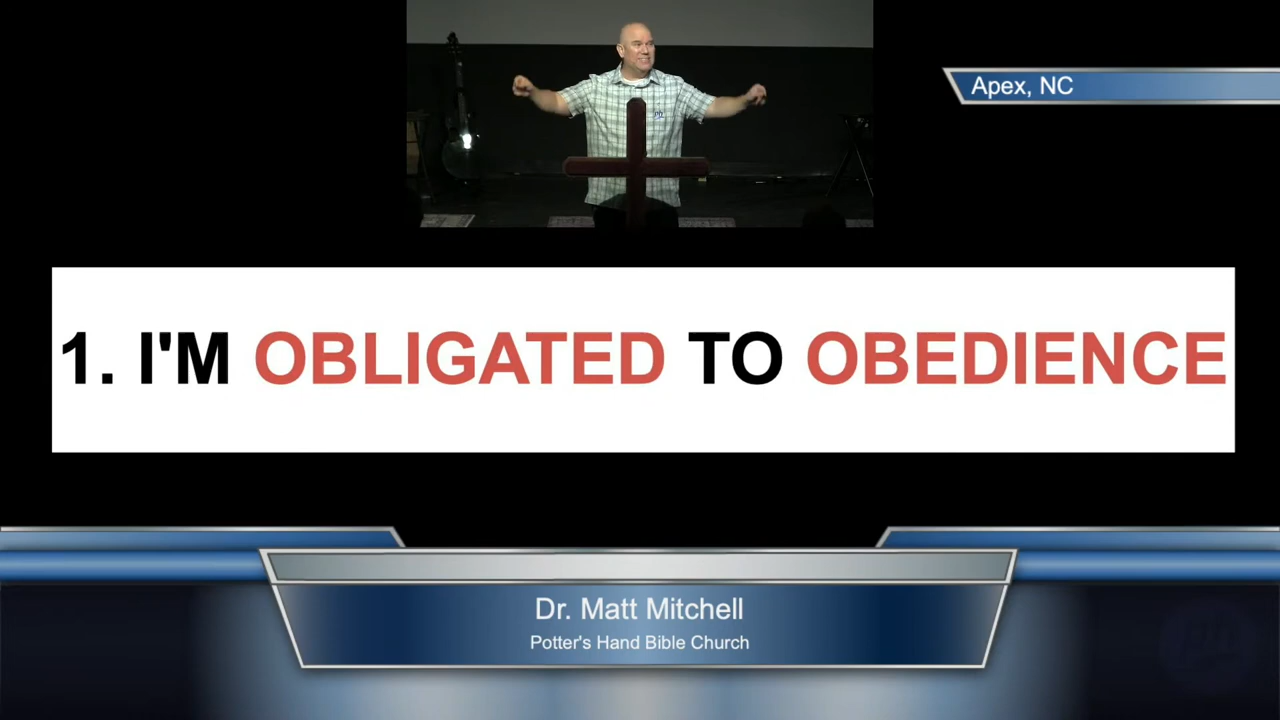 Apex, NC
1. I'M OBLIGATED TO OBEDIENCE
Dr. Matt Mitchell
Potter's Hand Bible Church